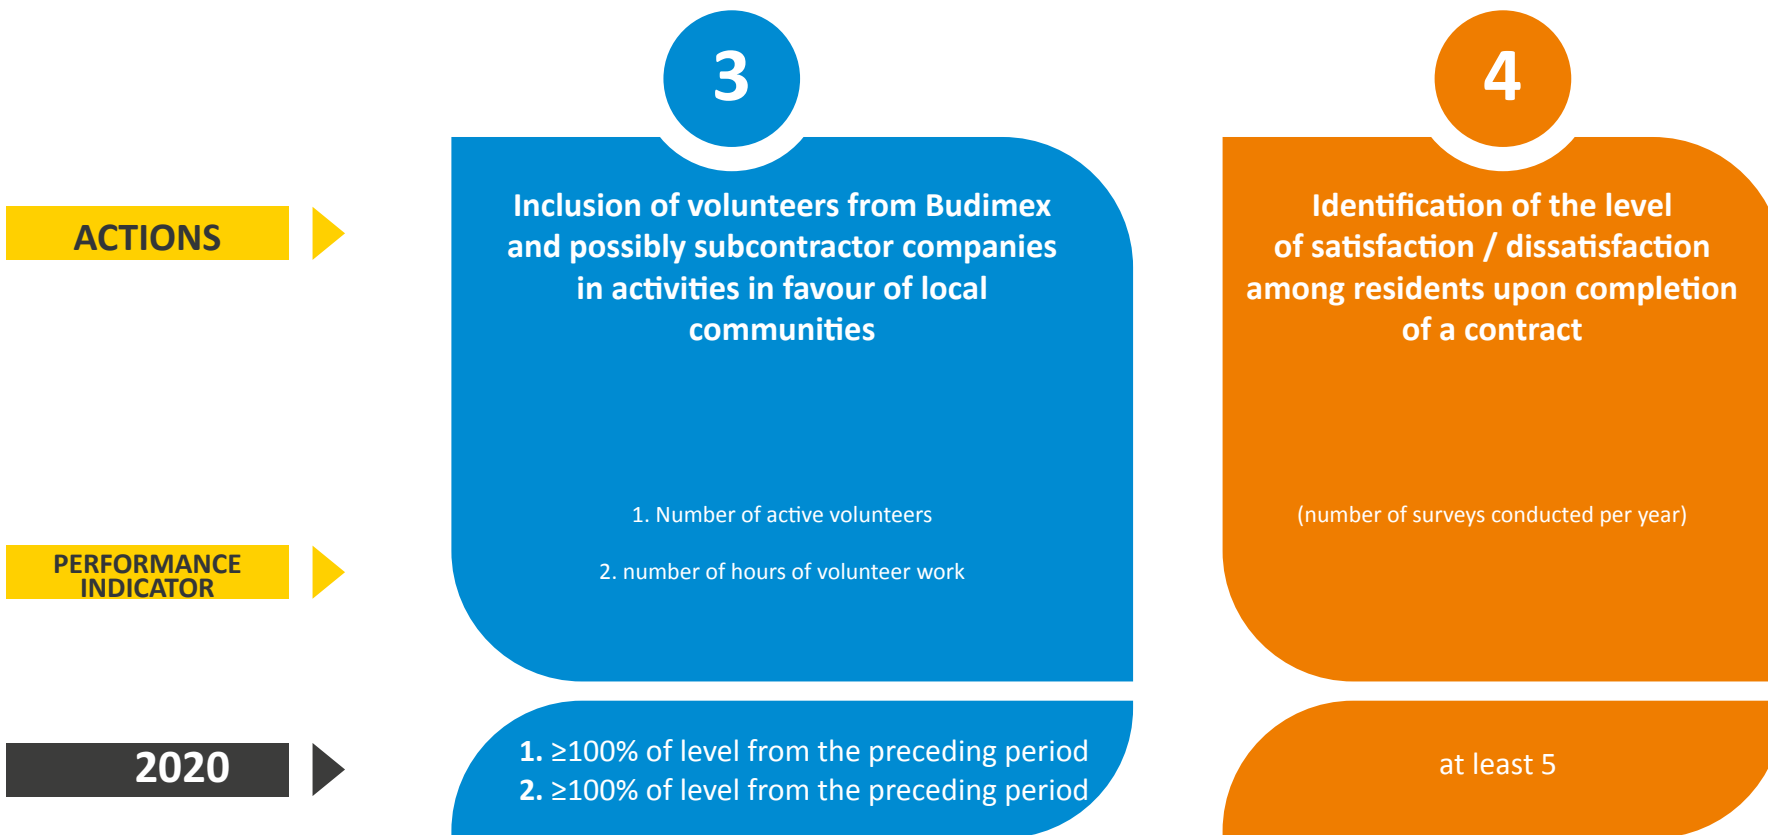 3
4
ACTIONS
Inclusion of volunteers from Budimex
and possibly subcontractor companies
in activities in favour of local
communities
Identification of the level
of satisfaction / dissatisfaction
among residents upon completion
of a contract
PERFORMANCE
INDICATOR
1. Number of active volunteers
2. number of hours of volunteer work
(number of surveys conducted per year)
2020
1. ≥100% of level from the preceding period
2. ≥100% of level from the preceding period
at least 5